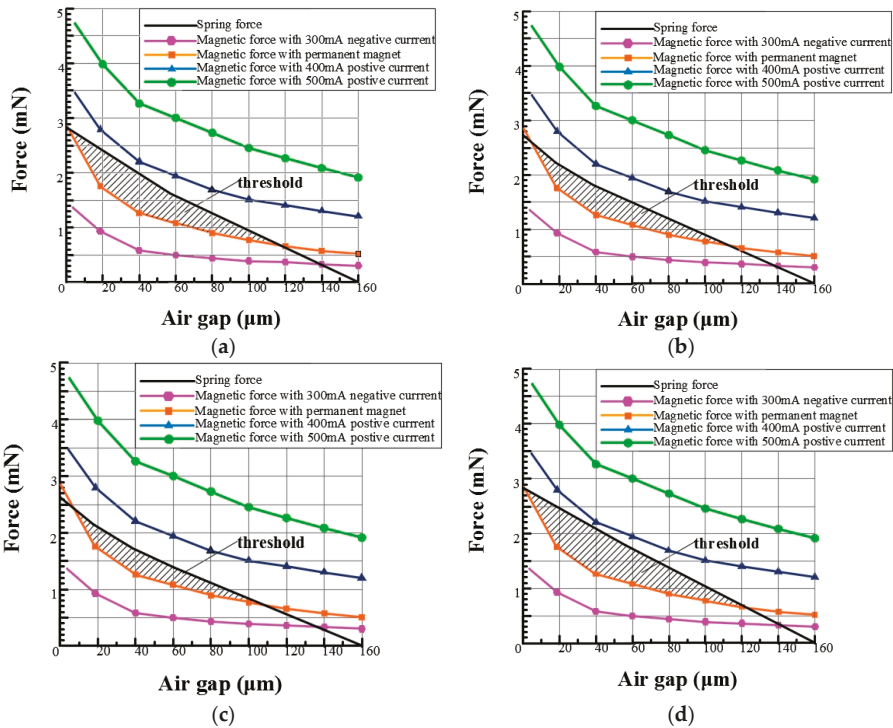 Spring force
Magnetic force with 300mA negative currrent
Magnetic force with permanent magnet
Magnetic force with 400mA postive currrent
Magnetic force with 500mA postive currrent
threshold
Force (mN)
5
4
3
2
1
0 20 40 60 80 100 120 140 160
Air gap (μm)
(a)
Spring force
Magnetic force with 300mA negative currrent
Magnetic force with permanent magnet
Magnetic force with 400mA postive currrent
Magnetic force with 500mA postive currrent
threshold
Force (mN)
5
4
3
2
1
0 20 40 60 80 100 120 140 160
Air gap (μm)
(b)
Spring force
Magnetic force with 300mA negative currrent
Magnetic force with permanent magnet
Magnetic force with 400mA postive currrent
Magnetic force with 500mA postive currrent
threshold
Force (mN)
5
4
3
2
1
0 20 40 60 80 100 120 140 160
Air gap (μm)
(c)
Spring force
Magnetic force with 300mA negative currrent
Magnetic force with permanent magnet
Magnetic force with 400mA postive currrent
Magnetic force with 500mA postive currrent
threshold
Force (mN)
5
4
3
2
1
0 20 40 60 80 100 120 140 160
Air gap (μm)
(d)